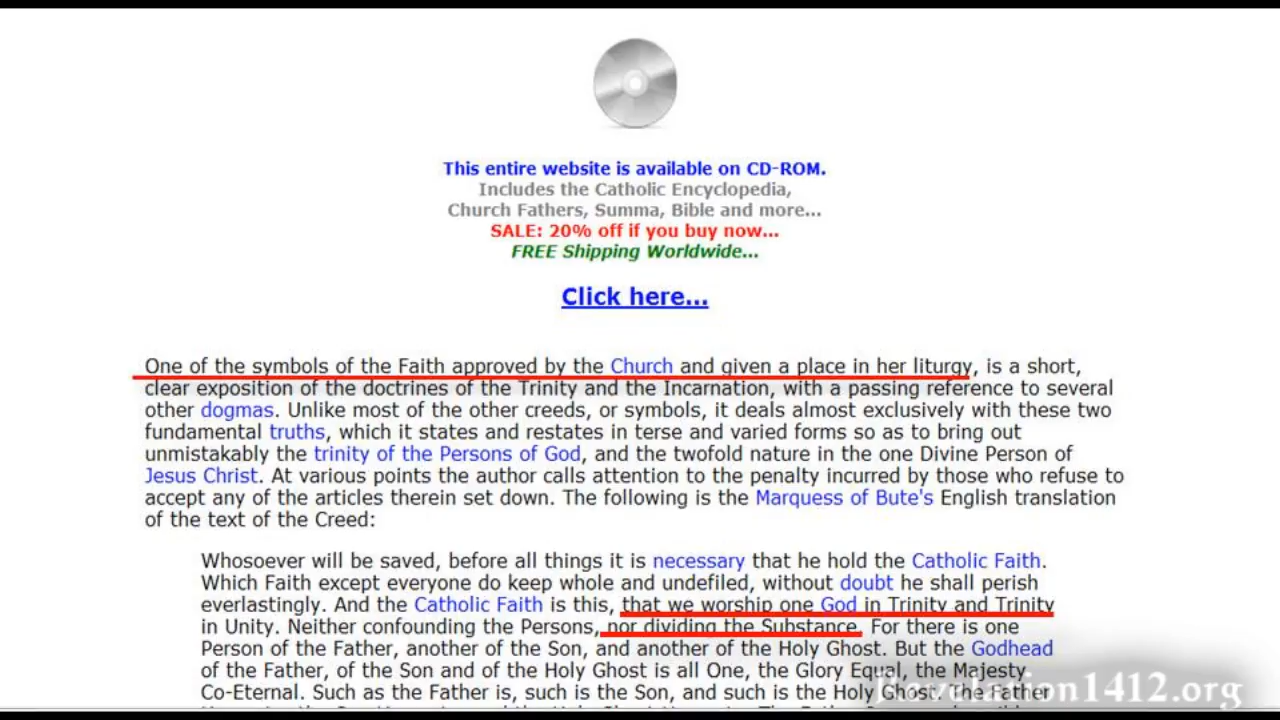 This entire website is available on CD-ROM.
Includes the Catholic Encyclopedia,
Church Fathers, Summa, Bible and more...
SALE: 20% off if you buy now...
FREE Shipping Worldwide...
Click here...
One of the symbols of the Faith approved by the Church and given a place in her liturgy, is a short,
clear exposition of the doctrines of the Trinity and the Incarnation, with a passing reference to several
other dogmas. Unlike most of the other creeds, or symbols, it deals almost exclusively with these two
fundamental truths, which it states and restates in terse and varied forms so as to bring out
unmistakably the trinity of the Persons of God, and the twofold nature in the one Divine Person of
Jesus Christ. At various points the author calls attention to the penalty incurred by those who refuse to
accept any of the articles therein set down. The following is the Marquess of Bute's English translation
of the text of the Creed:
Whosoever will be saved, before all things it is necessary that he hold the Catholic Faith.
Which Faith except everyone do keep whole and undefiled, without doubt he shall perish
everlastingly. And the Catholic Faith is this, that we worship one God in Trinity and Trinity
in Unity. Neither confounding the Persons, nor dividing the Substance. For there is one
Person of the Father, another of the Son, and another of the Holy Ghost. But the Godhead
of the Father, of the Son and of the Holy Ghost is all One, the Glory Equal, the Majesty
Co-Eternal. Such as the Father is, such is the Son, and such is the Holy Ghost. The Father
Revelation1412.org